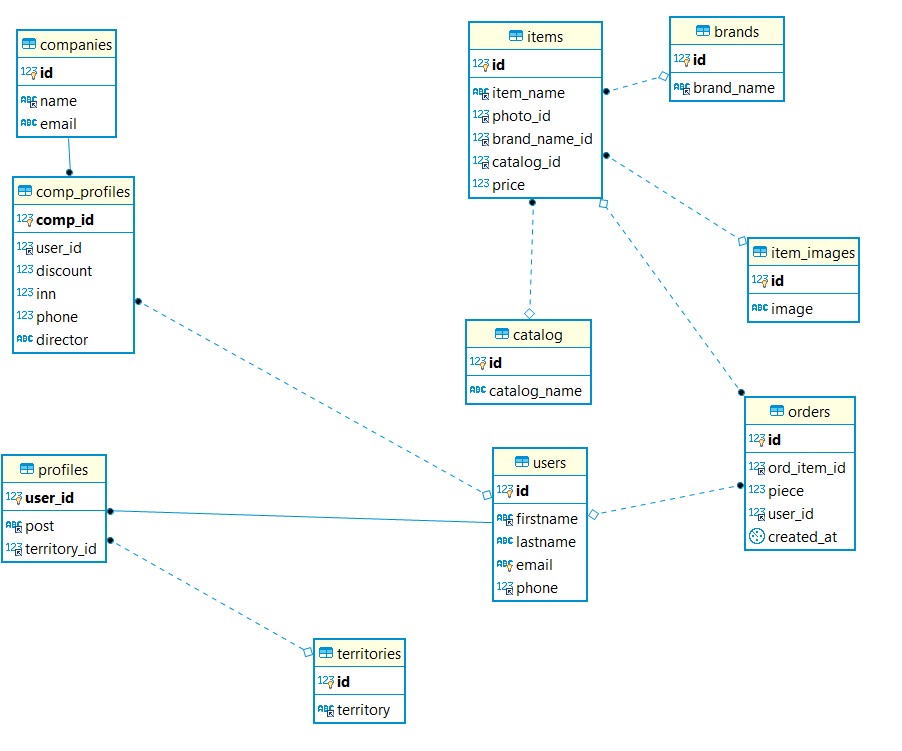 companies
id
name
email
comp_profiles
comp_id
user_id
discount
inn
phone
director
profiles
user_id
post
territory_id
territories
id
territory
items
id
item_name
photo_id
brand_name_id
catalog_id
price
catalog
id
catalog_name
users
id
firstname
lastname
email
phone
brands
id
brand_name
item_images
id
image
orders
id
ord_item_id
piece
user_id
created_at